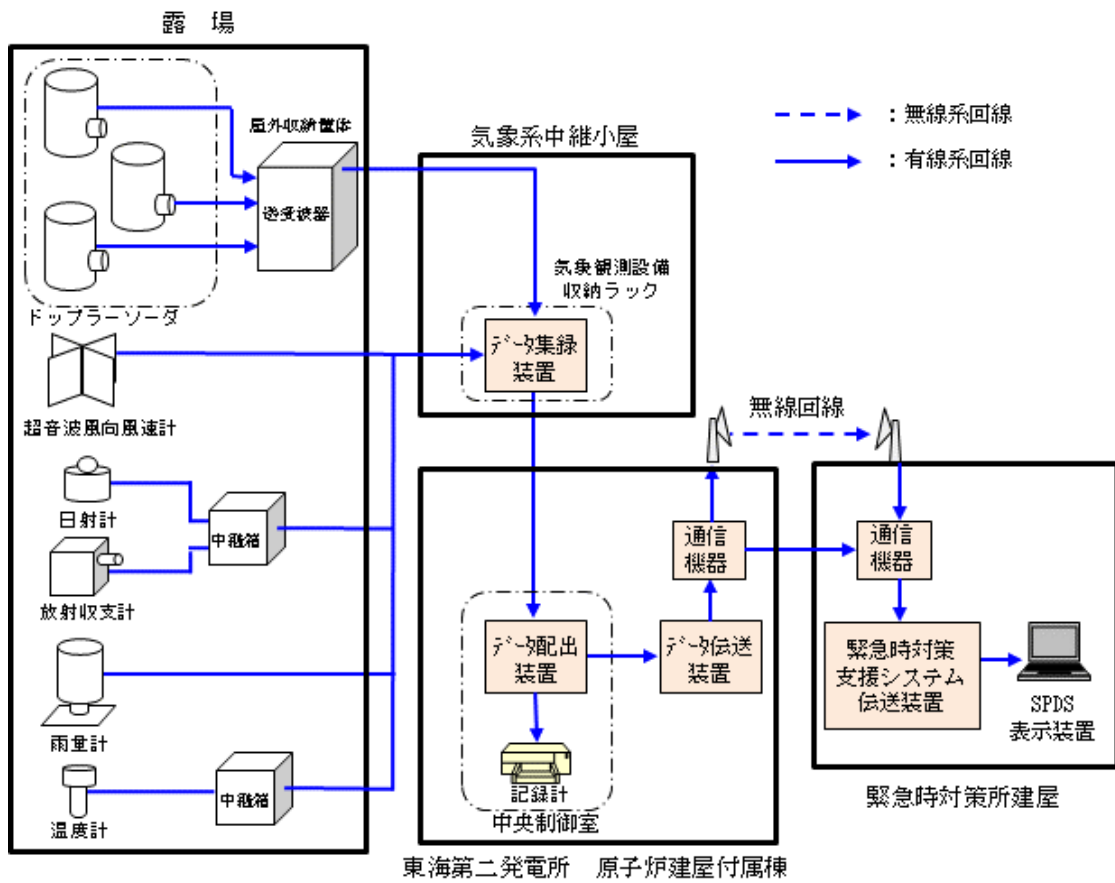 露 場
屋外収納筐体
送受波器
ドップラーソーダ
超音波風向風速計
日射計
中継箱
放射収支計
雨量計
中継箱
温度計
気象系中継小屋
気象観測設備
収納ラック
データ集録
装置
：無線系回線
：有線系回線
無線回線
通信
機器
データ配出
装置
データ伝送
装置
記録計
中央制御室
東海第二発電所 原子炉建屋付属棟
通信
機器
緊急時対策
支援システム
伝送装置
SPDS
表示装置
緊急時対策所建屋